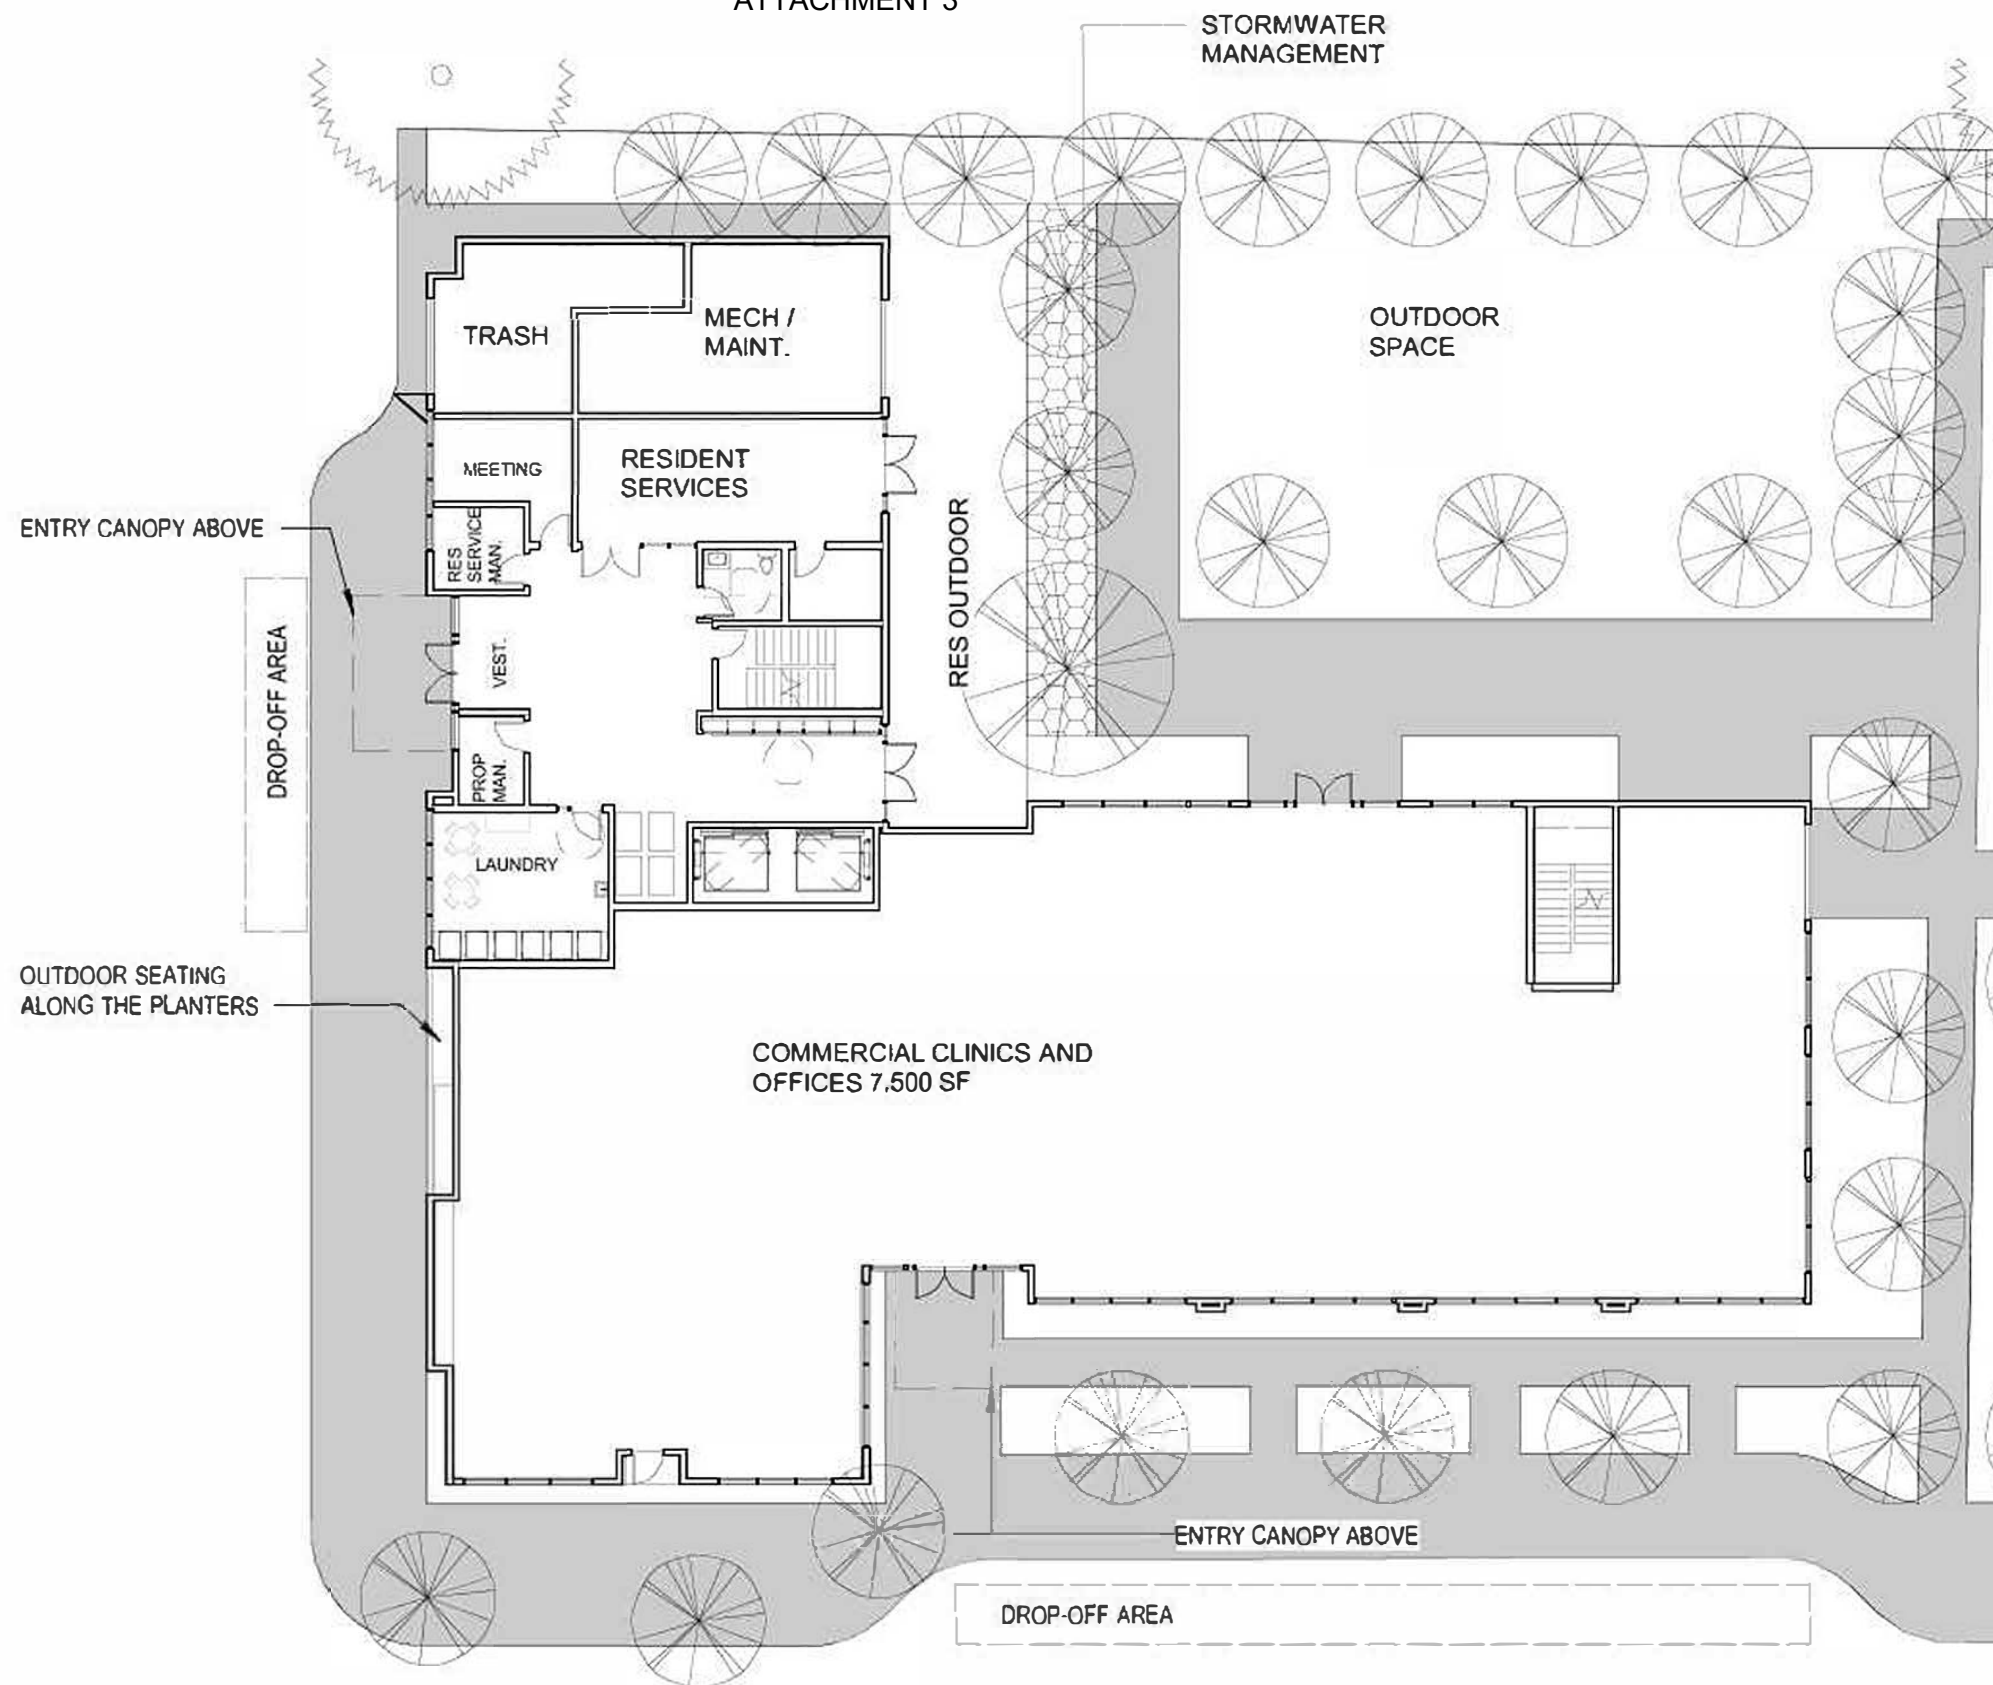 ATTACHMENT 3
STORMWATER
MANAGEMENT
TRASH
MECH /
MAINT.
OUTDOOR
SPACE
MEETING
RESIDENT
SERVICES
ENTRY CANOPY ABOVE
RES
SERVICE
MAN.
RES OUTDOOR
DROP-OFF AREA
VEST.
PROP
MAN.
LAUNDRY
OUTDOOR SEATING
ALONG THE PLANTERS
COMMERCIAL CLINICS AND
OFFICES 7,500 SF
ENTRY CANOPY ABOVE
DROP-OFF AREA